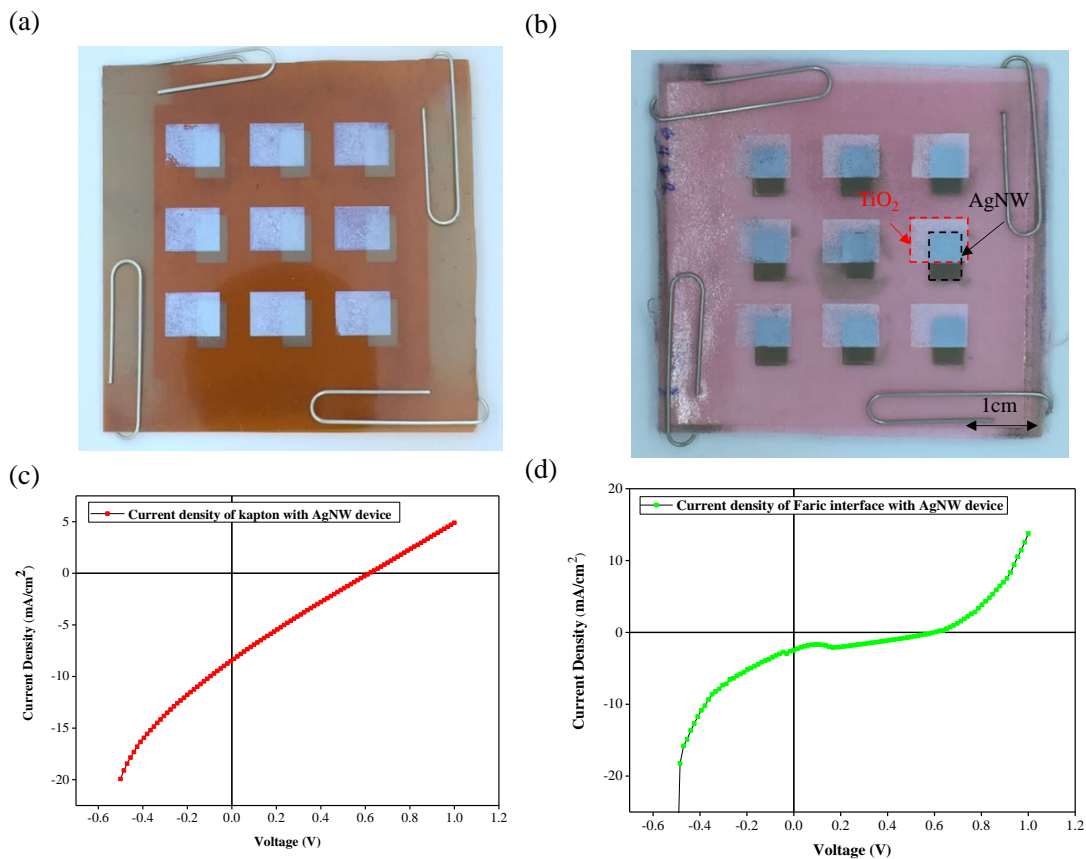 (a)
(b)
TiO₂
AgNW
1cm
(c)
Current density of kapton with AgNW device
Current Density (mA/cm²)
5
0
-5
-10
-15
-20
-0.6 -0.4 -0.2 0.0 0.2 0.4 0.6 0.8 1.0 1.2
Voltage (V)
(d)
Current density of Faric interface with AgNW device
Current Density (mA/cm²)
20
10
0
-10
-20
-0.6 -0.4 -0.2 0.0 0.2 0.4 0.6 0.8 1.0 1.2
Voltage (V)